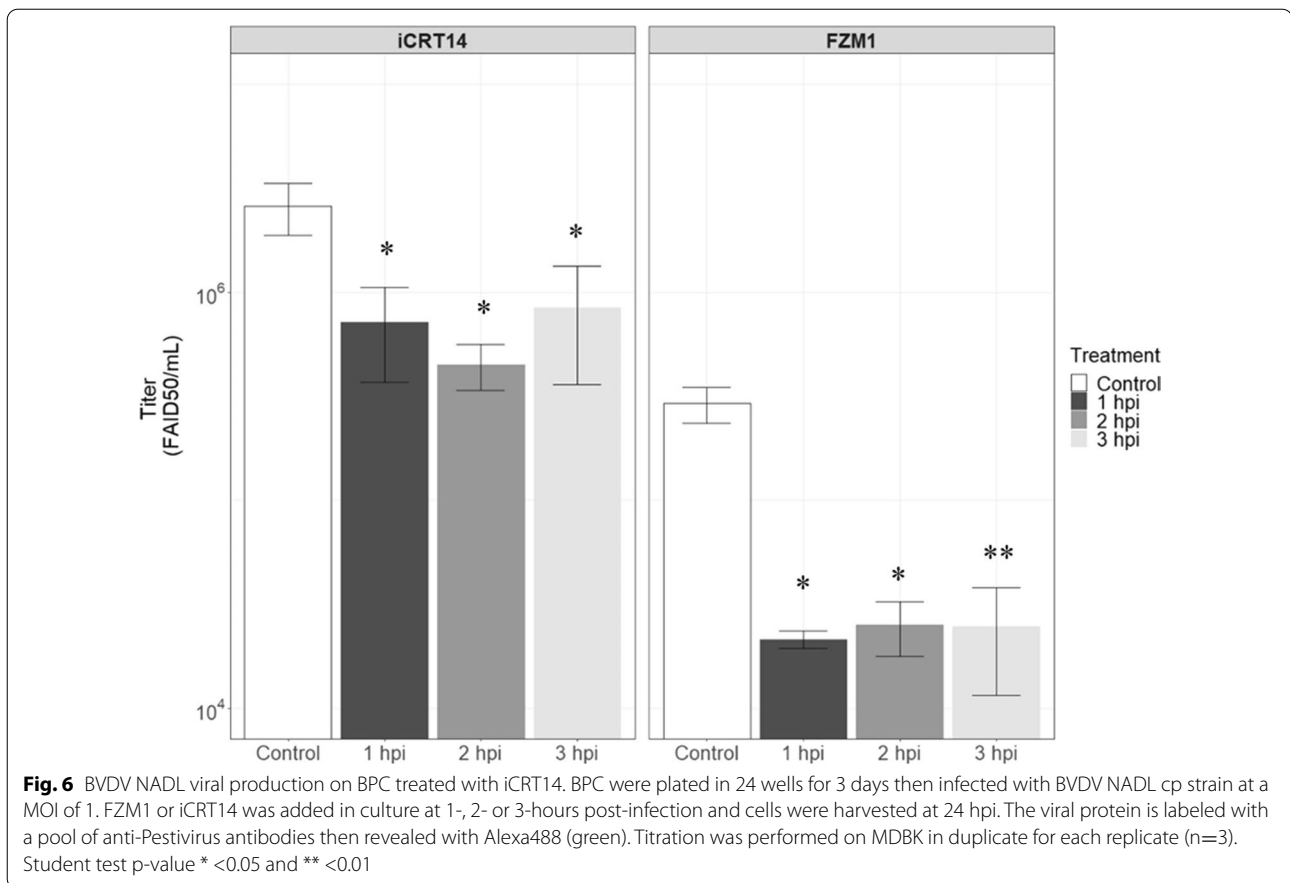 iCRT14
FZM1
*
*
*
*
*
**
10⁶
10⁴
Titer
(FAID50/mL)
Treatment
Control
1 hpi
2 hpi
3 hpi
Control 1 hpi 2 hpi 3 hpi
Control 1 hpi 2 hpi 3 hpi
Fig. 6 BVDV NADL viral production on BPC treated with iCRT14. BPC were plated in 24 wells for 3 days then infected with BVDV NADL cp strain at a
MOI of 1. FZM1 or iCRT14 was added in culture at 1-, 2- or 3-hours post-infection and cells were harvested at 24 hpi. The viral protein is labeled with
a pool of anti-Pestivirus antibodies then revealed with Alexa488 (green). Titration was performed on MDBK in duplicate for each replicate (n=3).
Student test p-value * <0.05 and ** <0.01